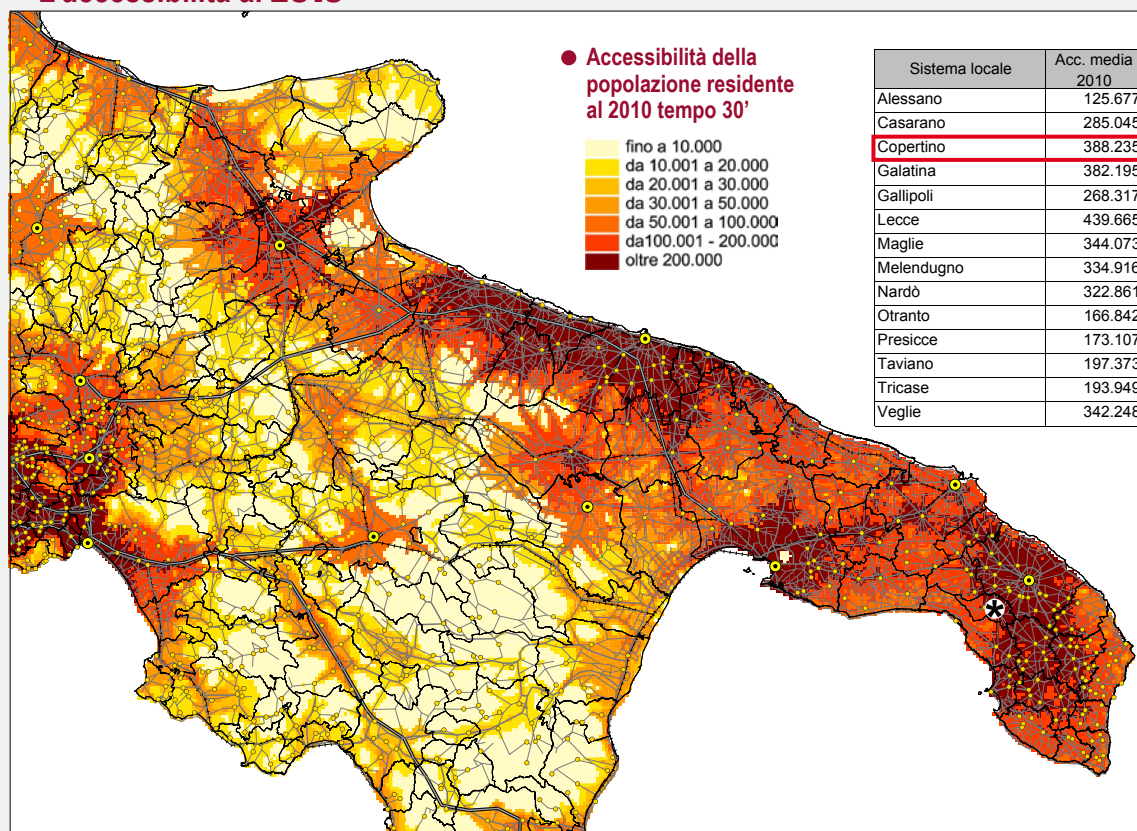 ● Accessibilità della
popolazione residente
al 2010 tempo 30’
fino a 10.000
da 10.001 a 20.000
da 20.001 a 30.000
da 30.001 a 50.000
da 50.001 a 100.000
da100.001 - 200.000
oltre 200.000
Sistema locale Acc. media 2010
Alessano 125.677
Casarano 285.045
Copertino 388.235
Galatina 382.195
Gallipoli 268.317
Lecce 439.665
Maglie 344.073
Melendugno 334.916
Nardò 322.861
Otranto 166.842
Presicce 173.107
Taviano 197.373
Tricase 193.949
Veglie 342.248
*